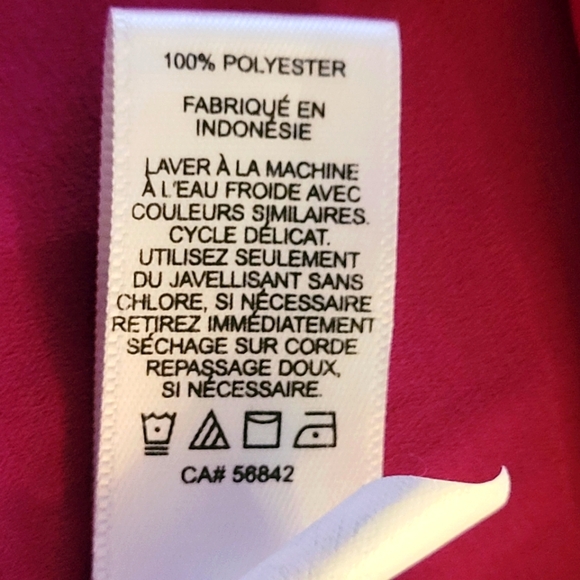 100% POLYESTER
FABRIQUÉ EN
INDONÉSIE
LAVER À LA MACHINE
À L'EAU FROIDE AVEC
COULEURS SIMILAIRES.
CYCLE DÉLICAT.
UTILISEZ SEULEMENT
DU JAVELLISANT SANS
CHLORE, SI NÉCESSAIRE
RETIREZ IMMÉDIATEMENT
SÉCHAGE SUR CORDE
REPASSAGE DOUX,
SI NÉCESSAIRE.
CA# 56842